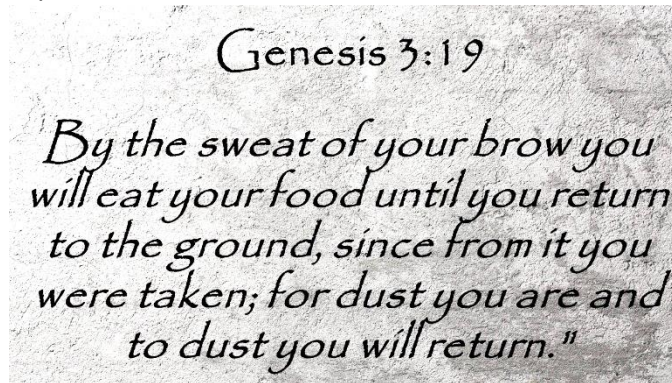 Genesis 3:19
By the sweat of your brow you
will eat your food until you return
to the ground, since from it you
were taken; for dust you are and
to dust you will return."